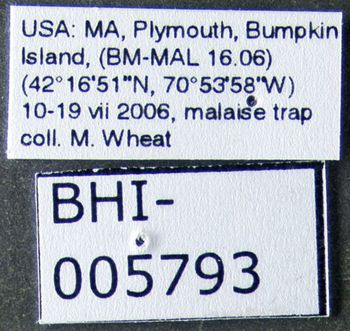 USA: MA, Plymouth, Bumpkin
Island, (BM-MAL 16.06)
(42°16'51"N, 70°53'58"W)
10-19 vii 2006, malaise trap
coll. M. Wheat
BHI-
005793